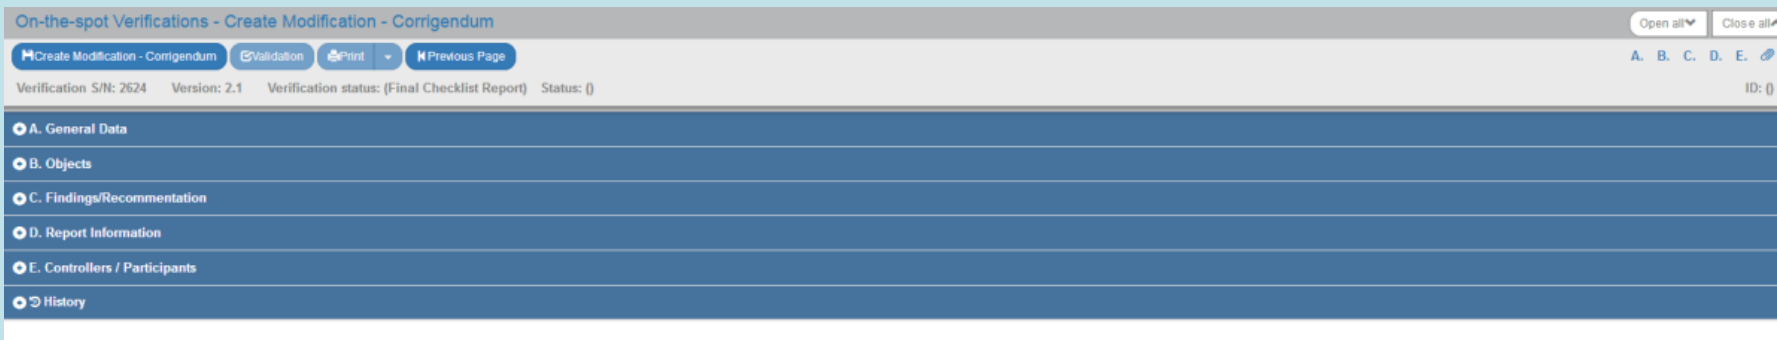 On-the-spot Verifications - Create Modification - Corrigendum Open all Close all
Create Modification - Corrigendum Validation Print Previous Page A. B. C. D. E.
Verification S/N: 2624 Version: 2.1 Verification status: (Final Checklist Report) Status: () ID: ()
A. General Data
B. Objects
C. Findings/Recommentation
D. Report Information
E. Controllers / Participants
History